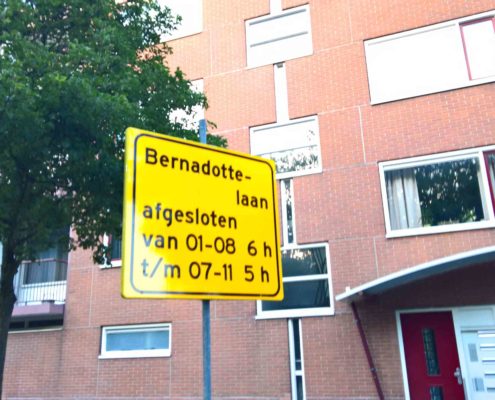 Bernadotte-
laan
afgesloten
van 01-08 6 h
t/m 07-11 5 h